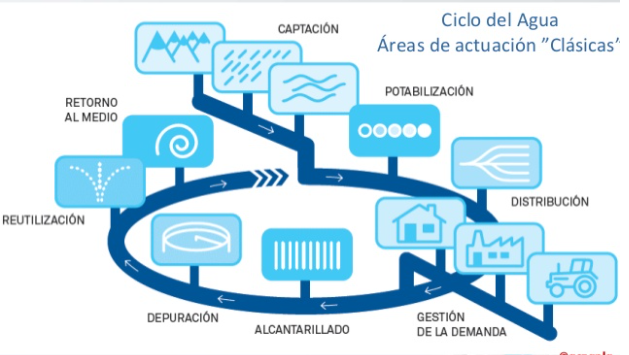 Ciclo del Agua
Áreas de actuación ”Clásicas”
CAPTACIÓN
POTABILIZACIÓN
RETORNO
AL MEDIO
DISTRIBUCIÓN
REUTILIZACIÓN
DEPURACIÓN
ALCANTARILLADO
GESTIÓN
DE LA DEMANDA